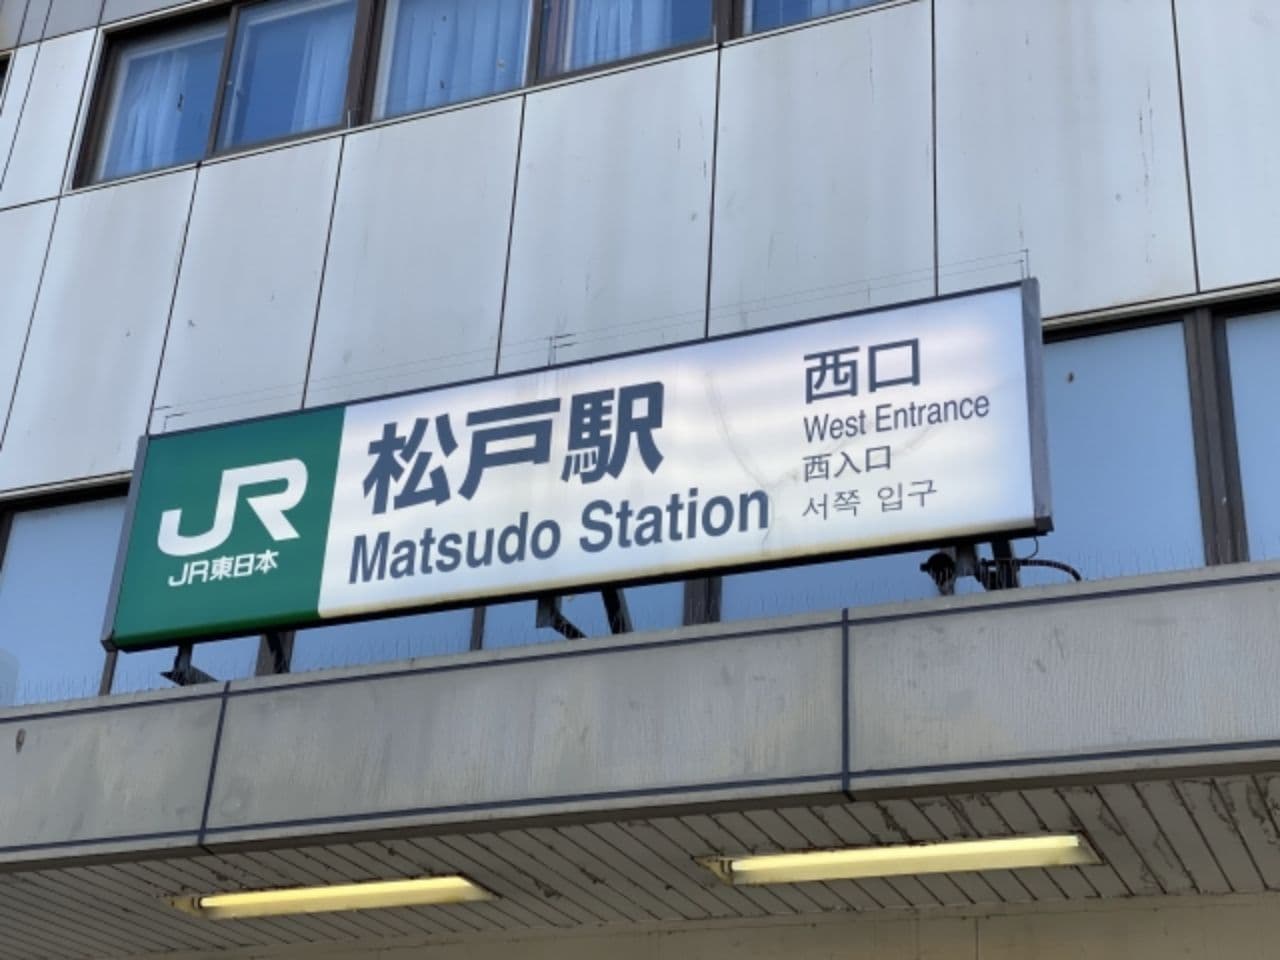 JR
JR東日本
松戸駅
Matsudo Station
西口
West Entrance
西入口
서쪽 입구